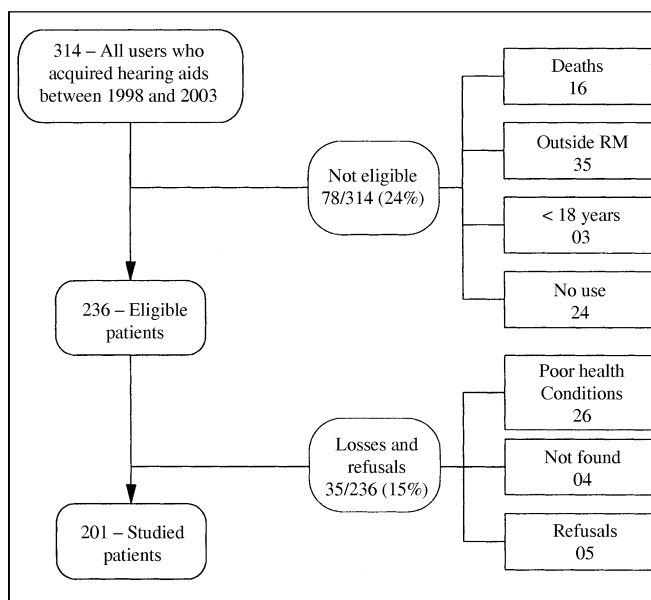 314 – All users who
acquired hearing aids
between 1998 and 2003
Deaths
16
Outside RM
35
Not eligible
78/314 (24%)
< 18 years
03
No use
24
236 – Eligible
patients
Poor health
Conditions
26
Losses and
refusals
35/236 (15%)
Not found
04
Refusals
05
201 – Studied
patients